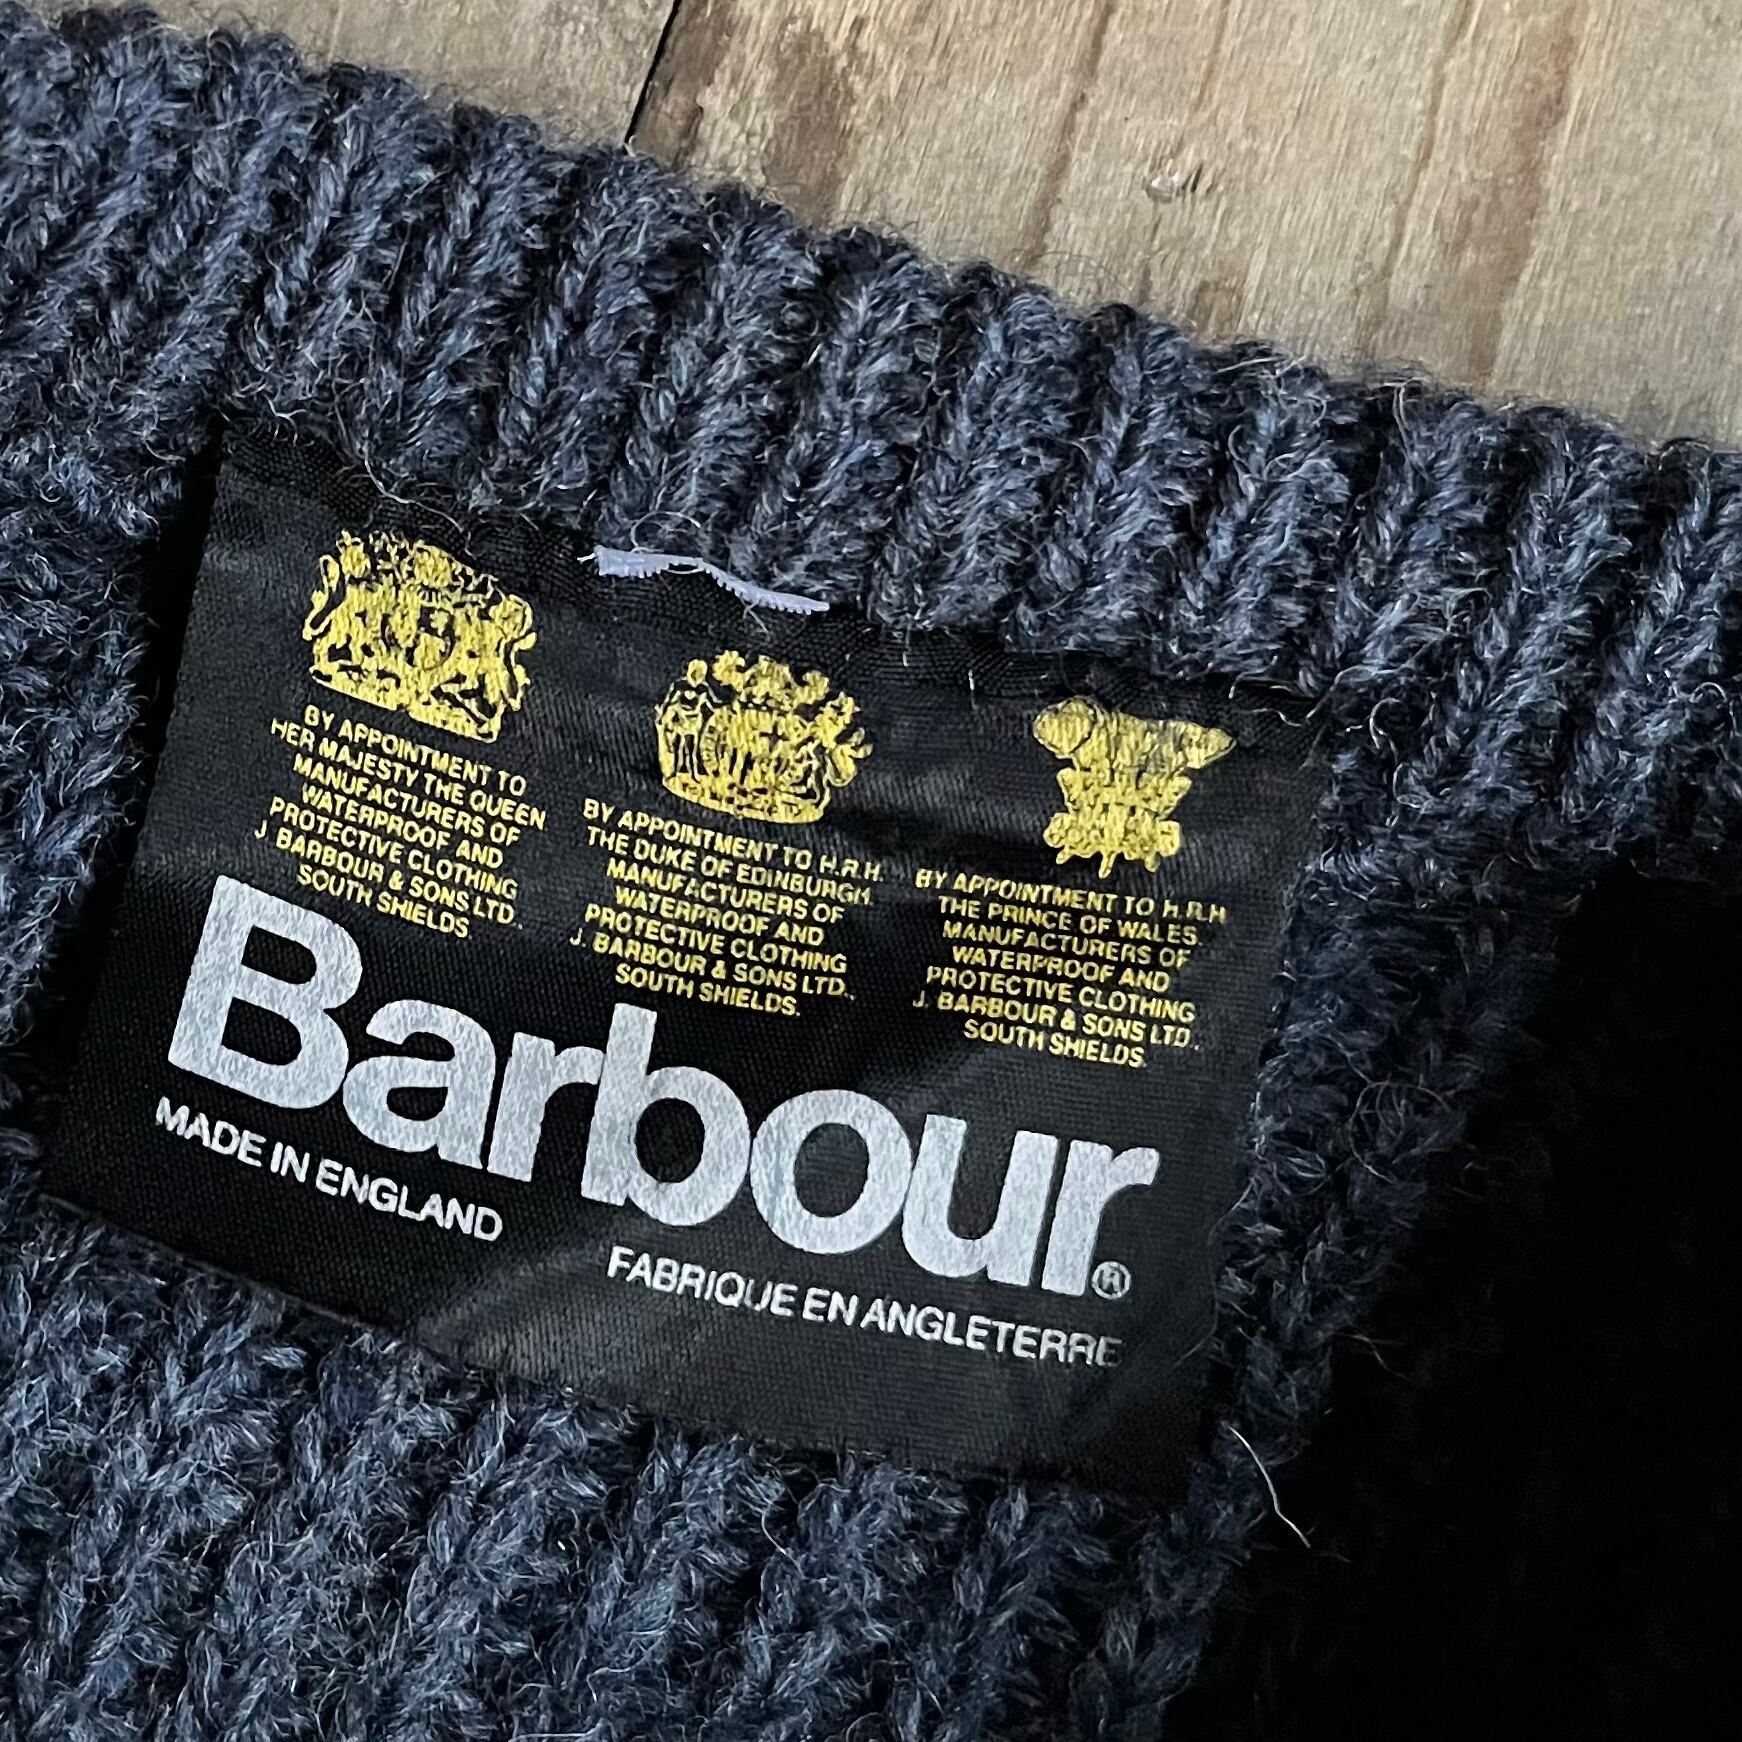 BY APPOINTMENT TO
HER MAJESTY THE QUEEN
MANUFACTURERS OF
WATERPROOF AND
PROTECTIVE CLOTHING
J BARBOUR & SONS LTD.,
SOUTH SHIELDS.
BY APPOINTMENT TO H.R.H.
THE DUKE OF EDINBURGH
MANUFACTURERS OF
WATERPROOF AND
PROTECTIVE CLOTHING
J. BARBOUR & SONS LTD.,
SOUTH SHIELDS.
BY APPOINTMENT TO H.R.H
THE PRINCE OF WALES
MANUFACTURERS OF
WATERPROOF AND
PROTECTIVE CLOTHING
J. BARBOUR & SONS LTD.,
SOUTH SHIELDS.
Barbour®
MADE IN ENGLAND
FABRIQUE EN ANGLETERRE